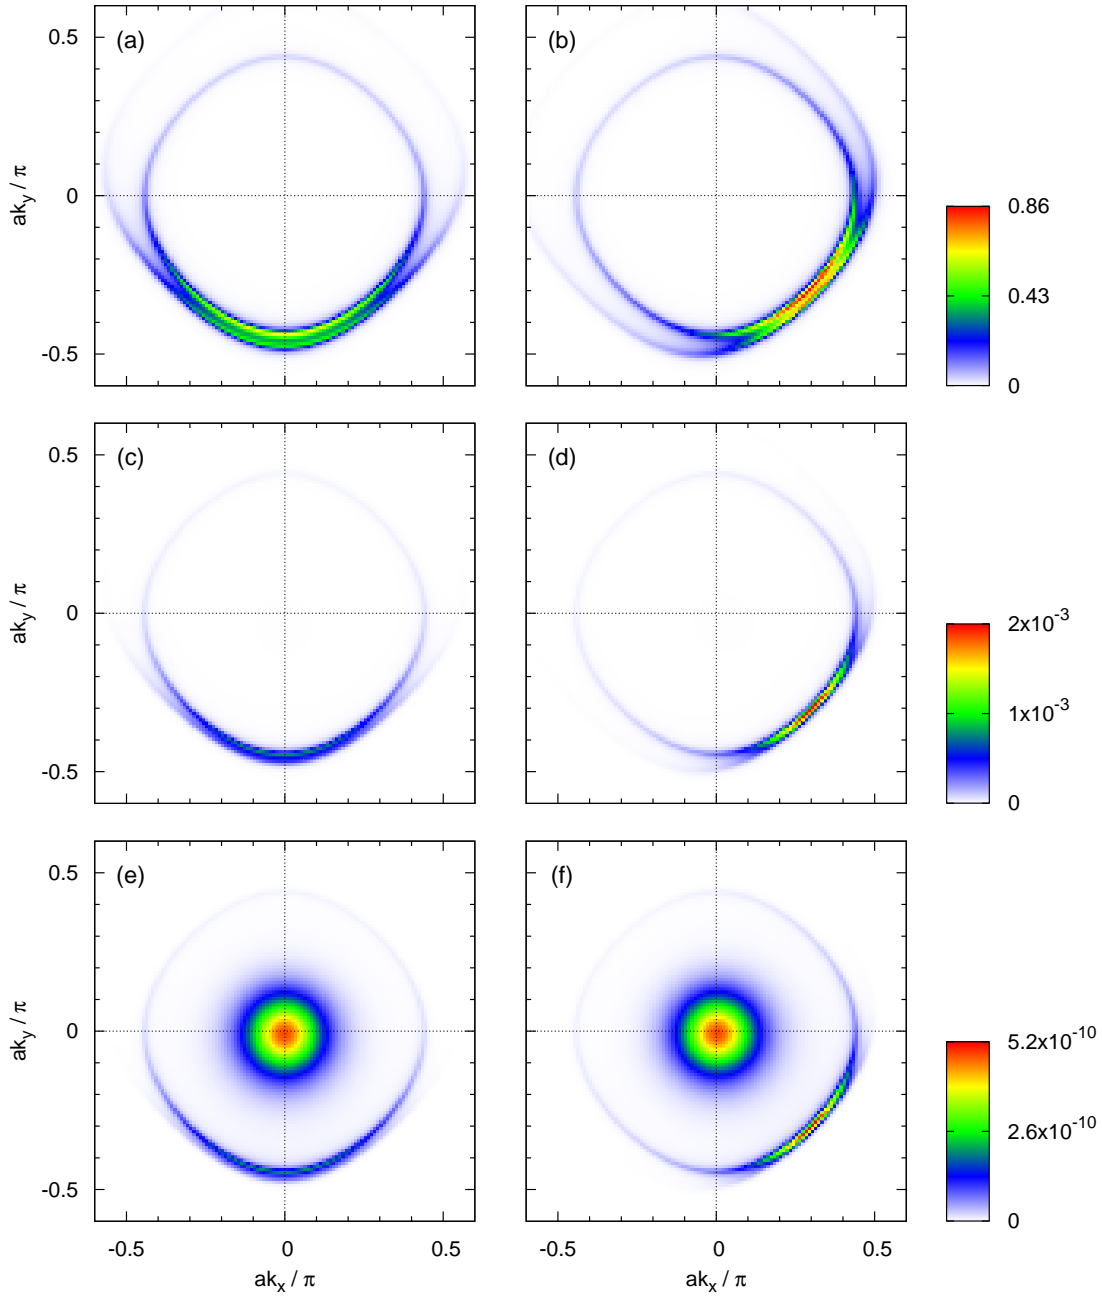 (a)
(b)
0.5
0
-0.5
ak_y / π
0.86
0.43
0
(c)
(d)
0.5
0
-0.5
ak_y / π
2x10^-3
1x10^-3
0
(e)
(f)
0.5
0
-0.5
ak_y / π
5.2x10^-10
2.6x10^-10
0
-0.5 0 0.5
-0.5 0 0.5
ak_x / π
ak_x / π